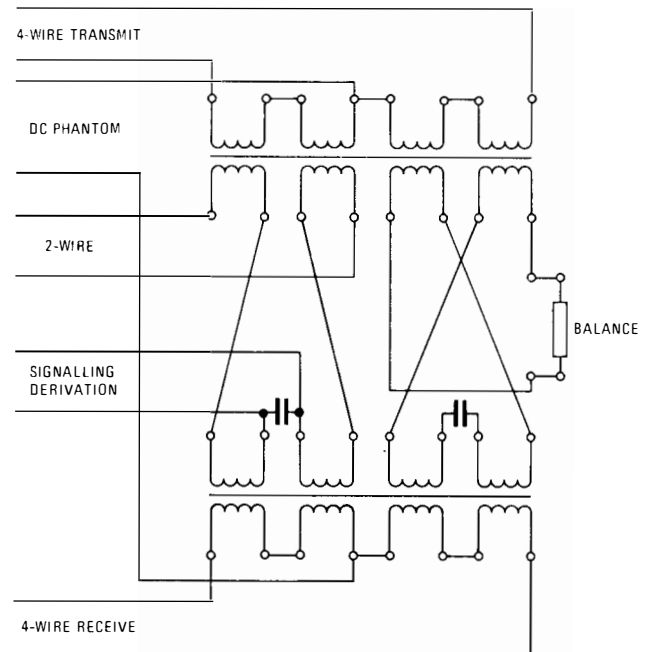 4-WIRE TRANSMIT
DC PHANTOM
2-WIRE
BALANCE
SIGNALLING
DERIVATION
4-WIRE RECEIVE